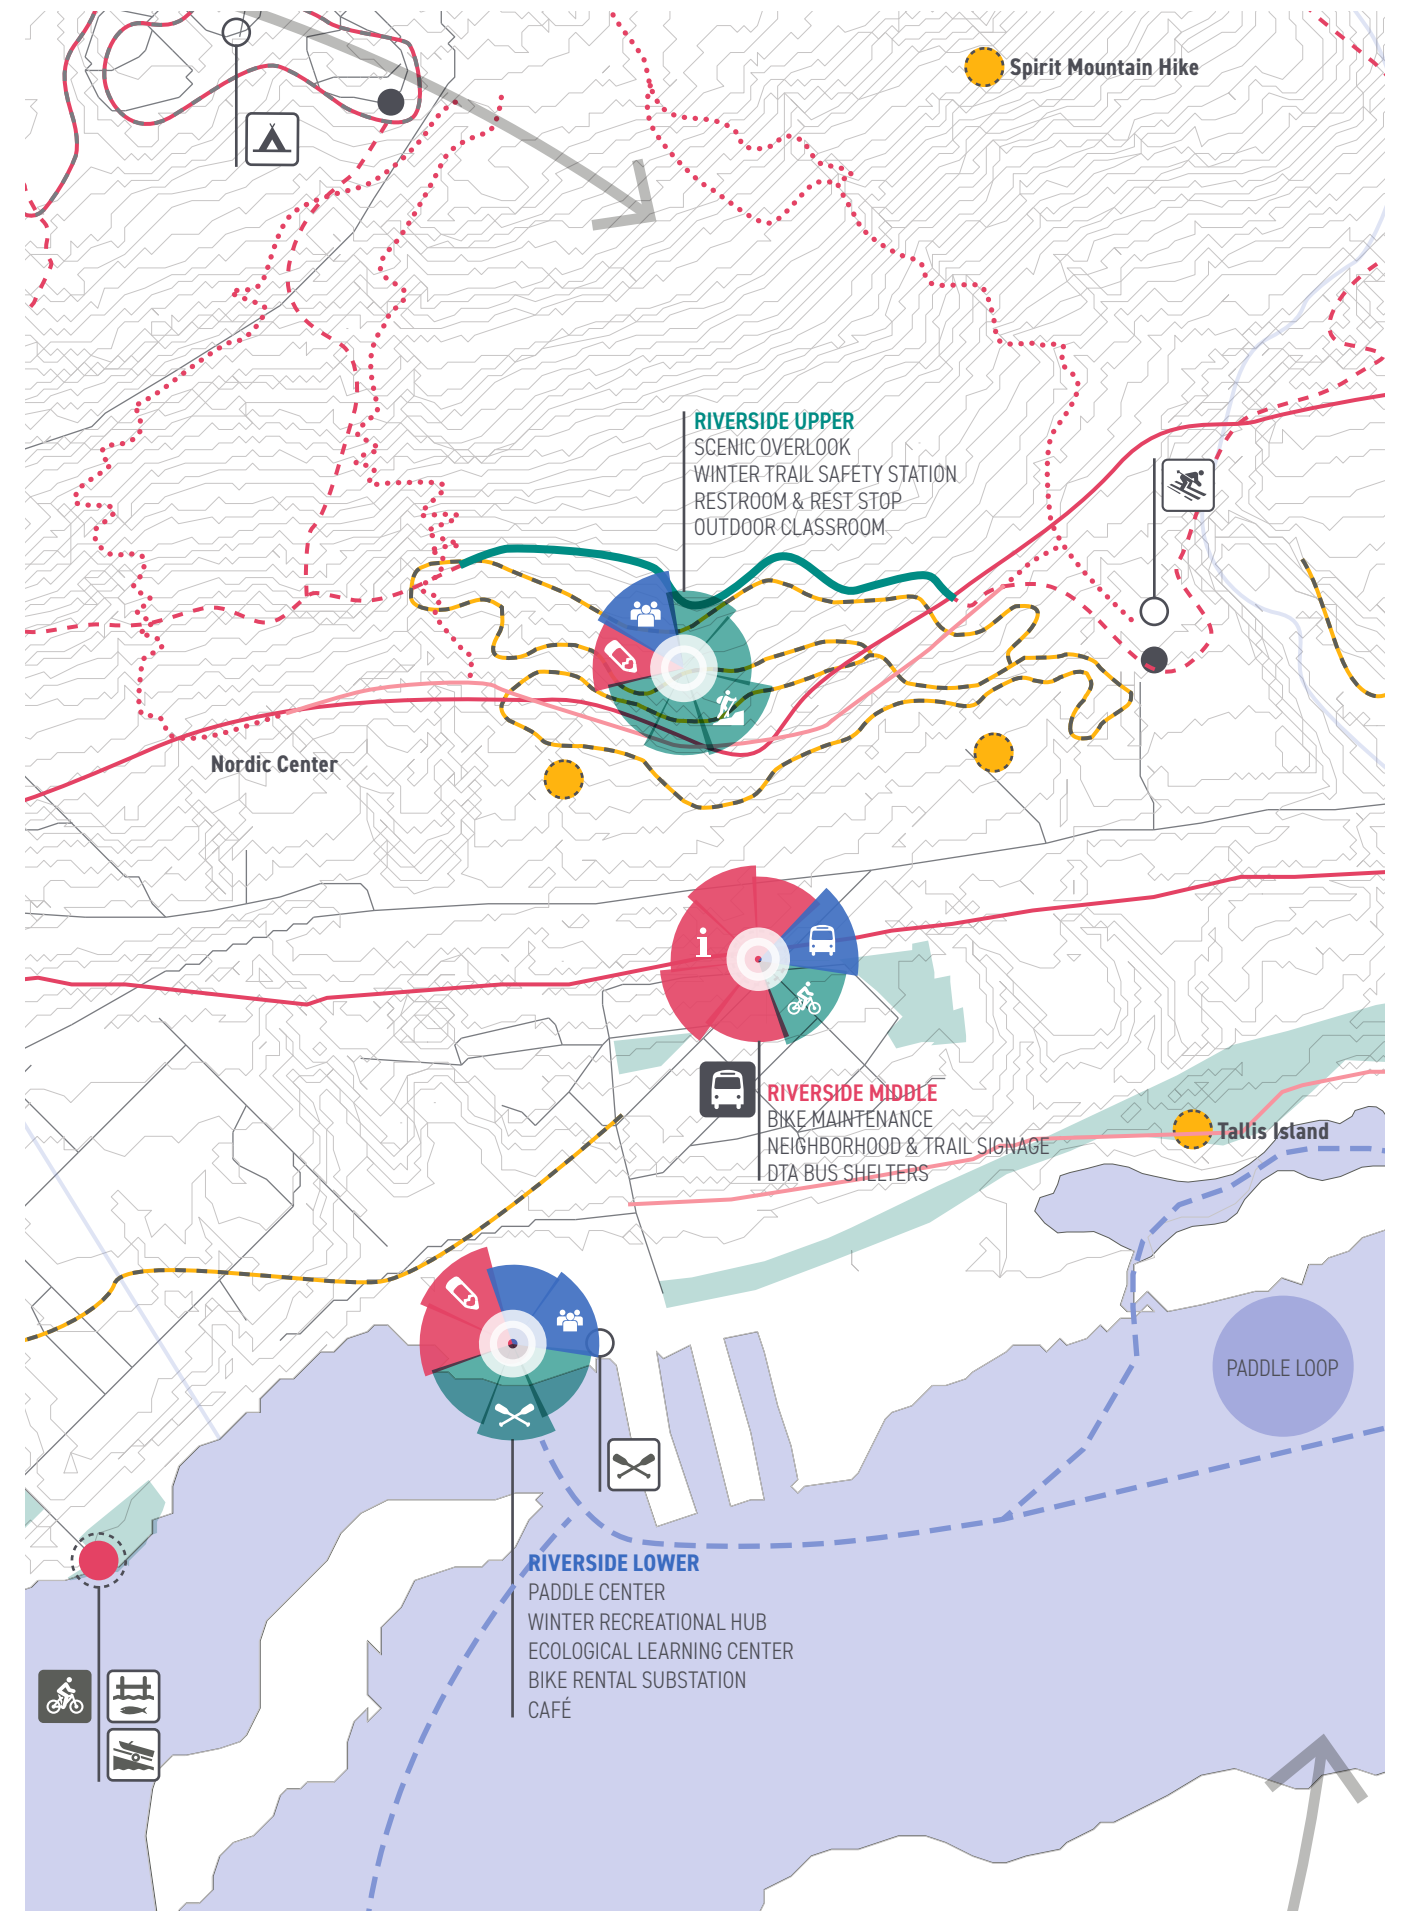 Spirit Mountain Hike
RIVERSIDE UPPER
SCENIC OVERLOOK
WINTER TRAIL SAFETY STATION
RESTROOM & REST STOP
OUTDOOR CLASSROOM
Nordic Center
RIVERSIDE MIDDLE
BIKE MAINTENANCE
NEIGHBORHOOD & TRAIL SIGNAGE
DTA BUS SHELTERS
Tallis Island
PADDLE LOOP
RIVERSIDE LOWER
PADDLE CENTER
WINTER RECREATIONAL HUB
ECOLOGICAL LEARNING CENTER
BIKE RENTAL SUBSTATION
CAFÉ